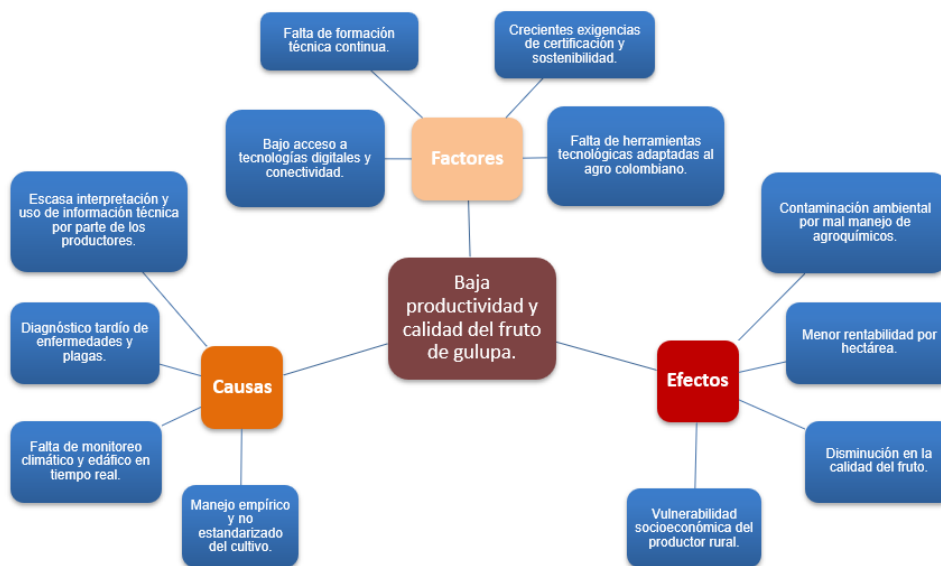 Falta de formación
técnica continua.
Crecientes exigencias
de certificación y
sostenibilidad.
Bajo acceso a
tecnologías digitales y
conectividad.
Factores
Falta de herramientas
tecnológicas adaptadas al
agro colombiano.
Escasa interpretación y
uso de información técnica
por parte de los
productores.
Contaminación ambiental
por mal manejo de
agroquímicos.
Baja
productividad y
calidad del fruto
de gulupa.
Diagnóstico tardío de
enfermedades y
plagas.
Causas
Efectos
Menor rentabilidad por
hectárea.
Falta de monitoreo
climático y edáfico en
tiempo real.
Disminución en la
calidad del fruto.
Manejo empírico y no
estandarizado
del cultivo.
Vulnerabilidad
socioeconómica del
productor rural.